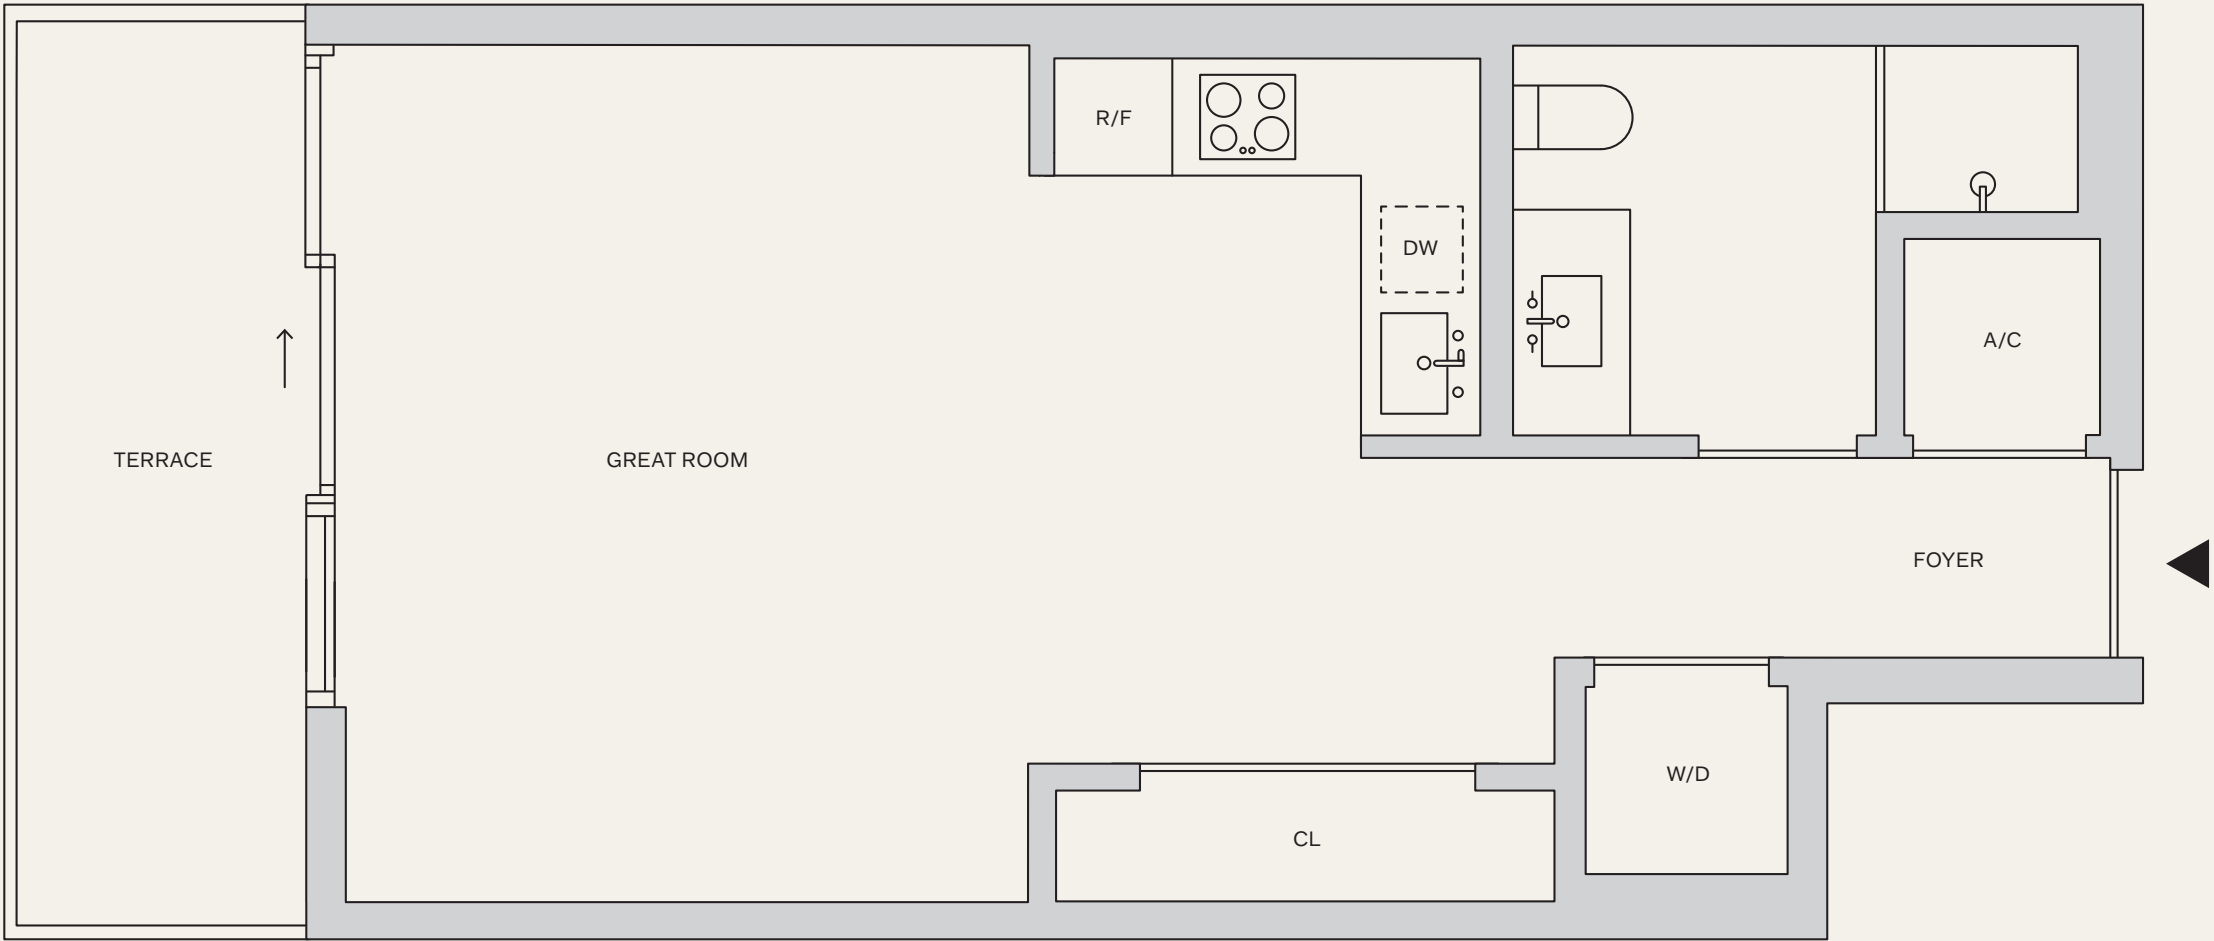 R/F
DW
A/C
TERRACE
GREAT ROOM
FOYER
W/D
CL